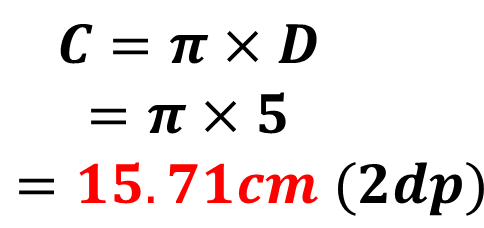 C = π × D
= π × 5
= 15.71cm (2dp)